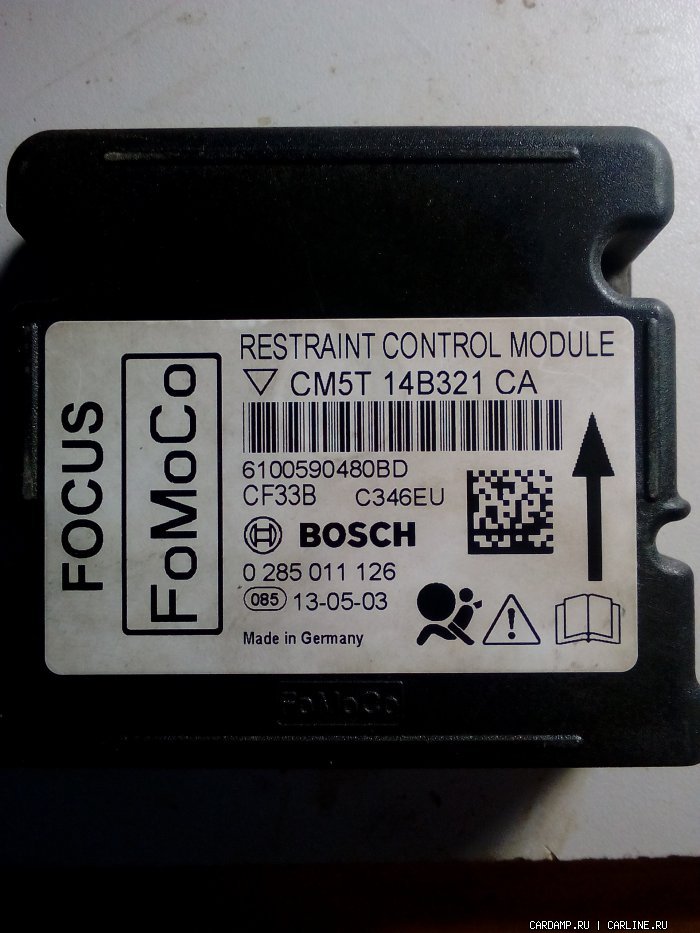 RESTRAINT CONTROL MODULE
CM5T 14B321 CA
6100590480BD
CF33B C346EU
BOSCH
0 285 011 126
085 13-05-03
Made in Germany
FOCUS
FoMoCo
FoMoCo
CARDAMP.RU | CARLINE.RU